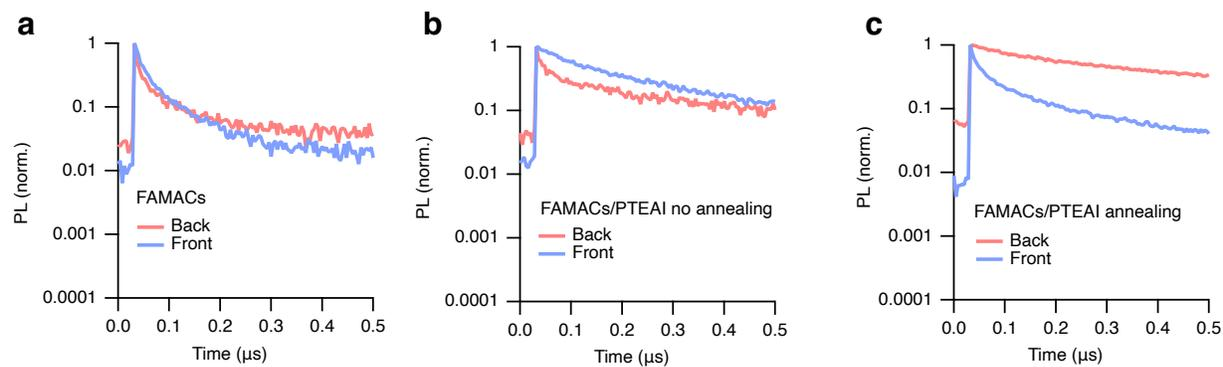 a
1
0.1
0.01
0.001
0.0001
PL (norm.)
FAMACs
Back
Front
0.0 0.1 0.2 0.3 0.4 0.5
Time (µs)
b
1
0.1
0.01
0.001
0.0001
PL (norm.)
FAMACs/PTEAI no annealing
Back
Front
0.0 0.1 0.2 0.3 0.4 0.5
Time (µs)
c
1
0.1
0.01
0.001
0.0001
PL (norm.)
FAMACs/PTEAI annealing
Back
Front
0.0 0.1 0.2 0.3 0.4 0.5
Time (µs)